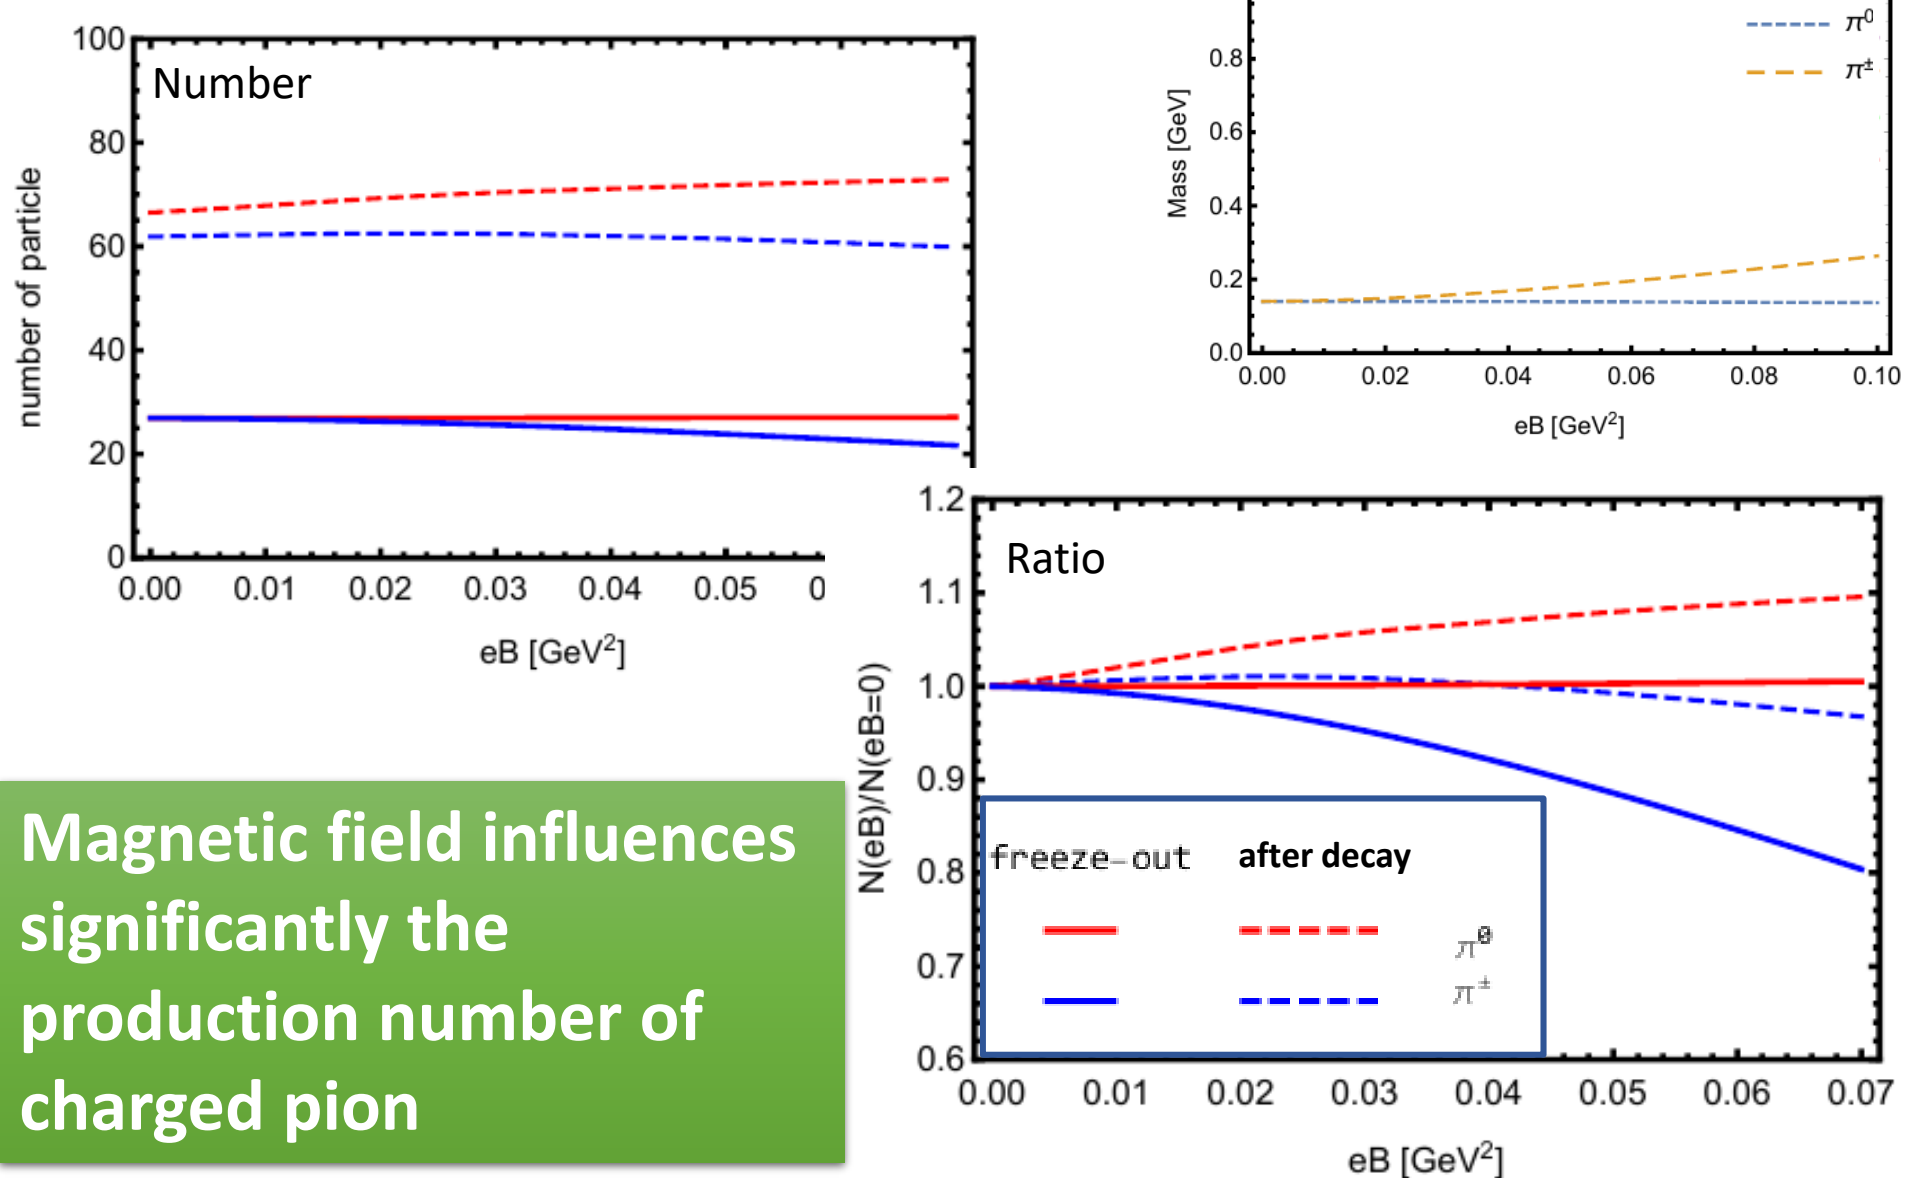 Number
number of particle
100
80
60
40
20
0
0.00 0.01 0.02 0.03 0.04 0.05 0
eB [GeV²]
π⁰
π±
Mass [GeV]
0.8
0.6
0.4
0.2
0.0
0.00 0.02 0.04 0.06 0.08 0.10
eB [GeV²]
Ratio
N(eB)/N(eB=0)
1.2
1.1
1.0
0.9
0.8
0.7
0.6
freeze-out after decay
π⁰
π±
0.00 0.01 0.02 0.03 0.04 0.05 0.06 0.07
eB [GeV²]
Magnetic field influences
significantly the
production number of
charged pion